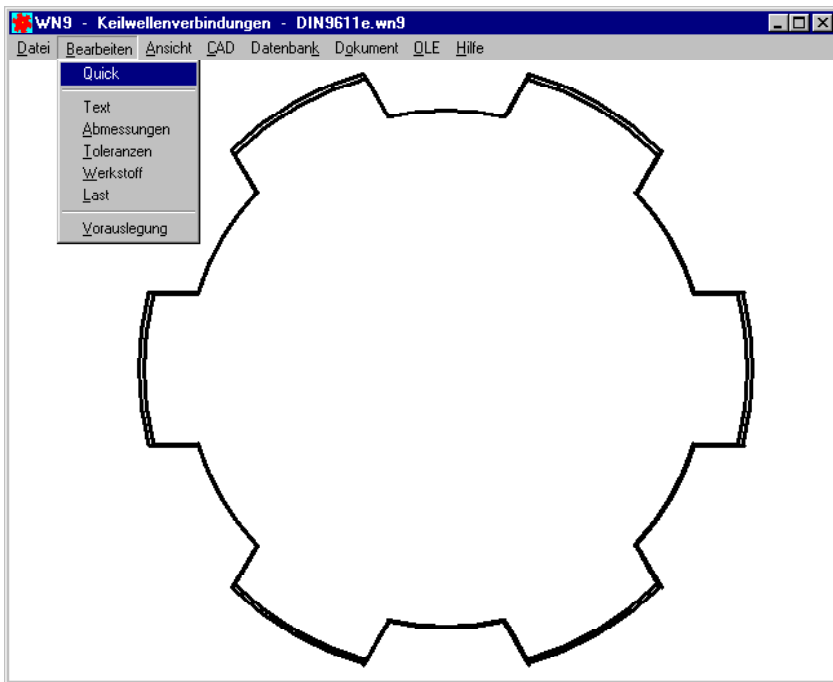 WN9 - Keilwellenverbindungen - DIN9611e.wn9
Datei Bearbeiten Ansicht CAD Datenbank Dokument OLE Hilfe
Quick
Text
Abmessungen
Toleranzen
Werkstoff
Last
Vorauslegung